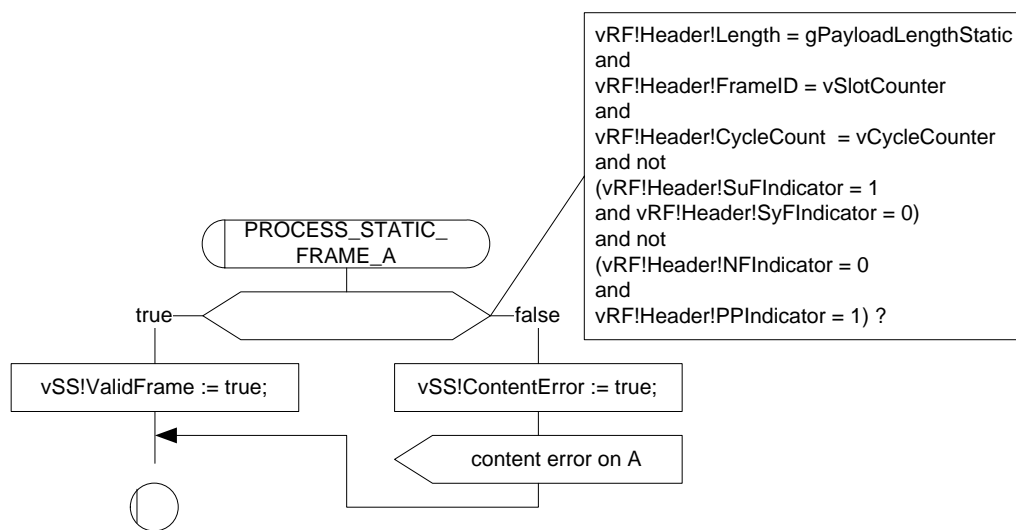 vRF!Header!Length = gPayloadLengthStatic
and
vRF!Header!FrameID = vSlotCounter
and
vRF!Header!CycleCount = vCycleCounter
and not
(vRF!Header!SuFIndicator = 1
and vRF!Header!SyFIndicator = 0)
and not
(vRF!Header!NFIndicator = 0
and
vRF!Header!PPIndicator = 1) ?
PROCESS_STATIC_
FRAME_A
true
false
vSS!ValidFrame := true;
vSS!ContentError := true;
content error on A